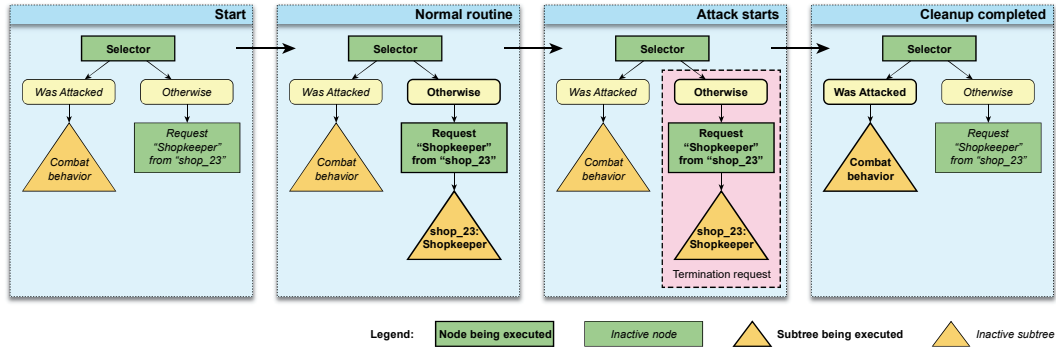 Start
Selector
Was Attacked
Otherwise
Combat
behavior
Request
“Shopkeeper”
from “shop_23”
Normal routine
Selector
Was Attacked
Otherwise
Combat
behavior
Request
“Shopkeeper”
from “shop_23”
shop_23:
Shopkeeper
Attack starts
Selector
Was Attacked
Otherwise
Combat
behavior
Request
“Shopkeeper”
from “shop_23”
shop_23:
Shopkeeper
Termination request
Cleanup completed
Selector
Was Attacked
Otherwise
Combat
behavior
Request
“Shopkeeper”
from “shop_23”
Legend:
Node being executed
Inactive node
Subtree being executed
Inactive subtree